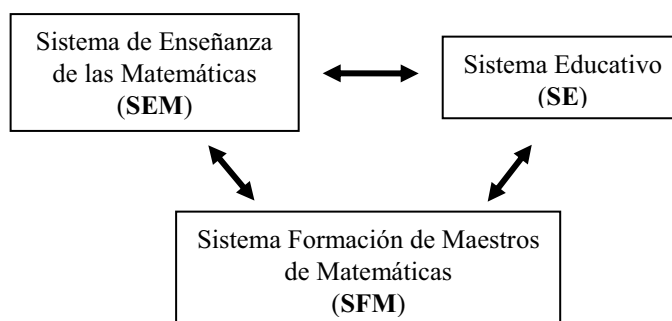 Sistema de Enseñanza
de las Matemáticas
(SEM)
Sistema Educativo
(SE)
Sistema Formación de Maestros
de Matemáticas
(SFM)